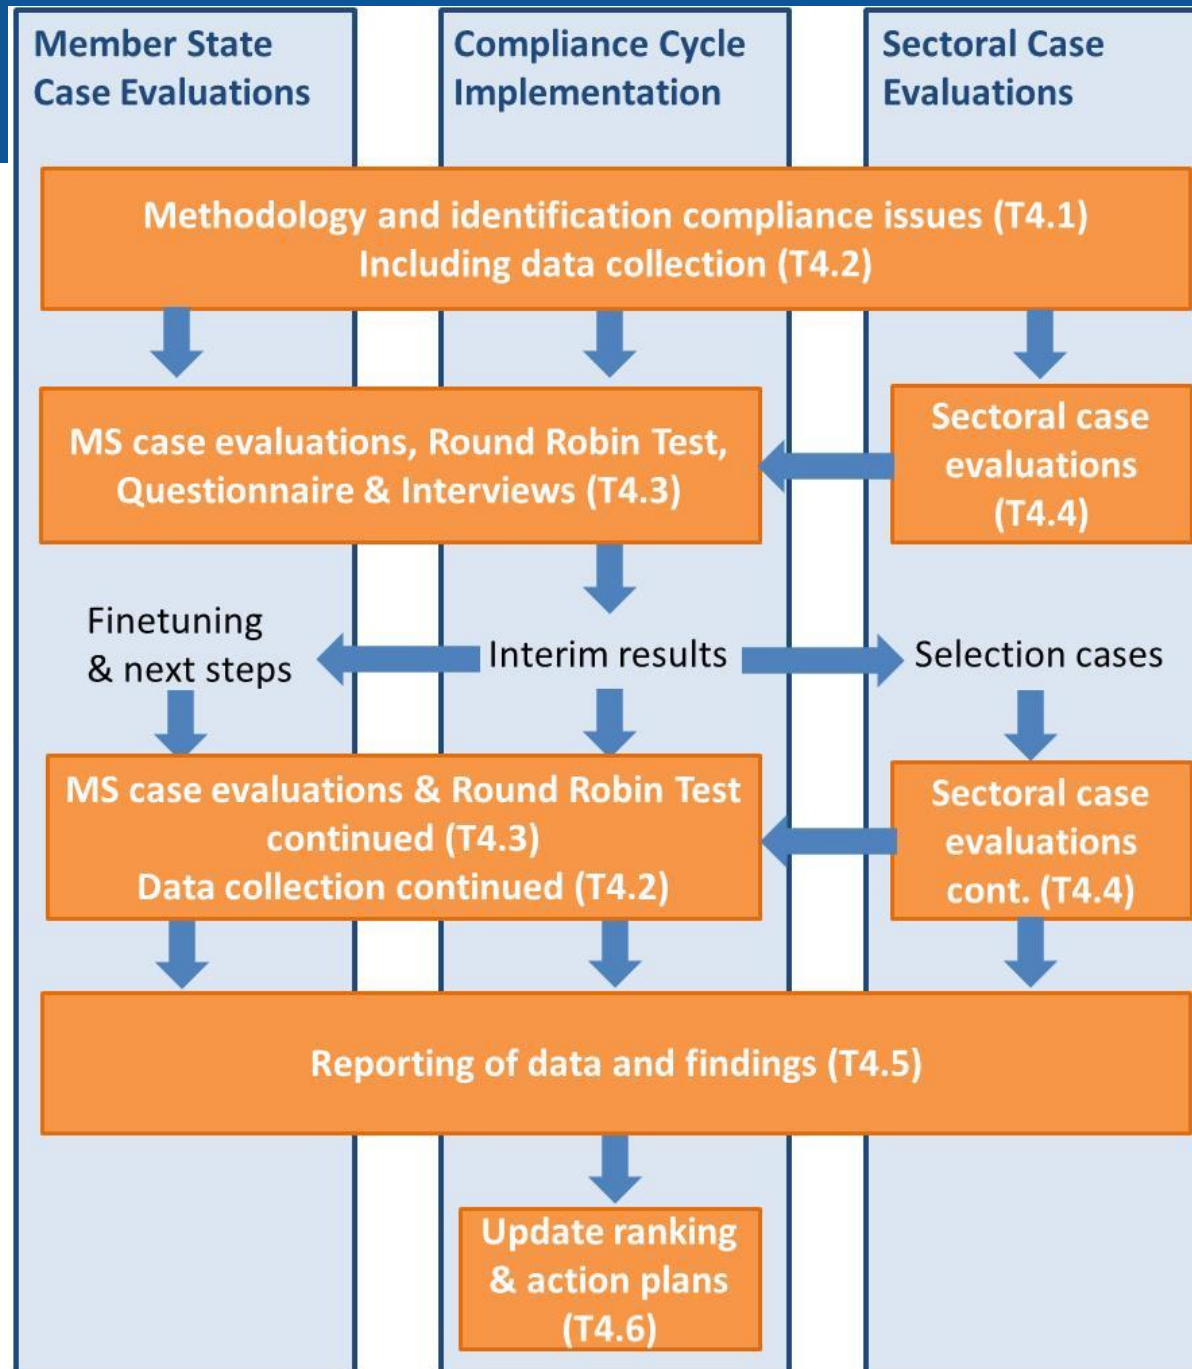 Member State
Case Evaluations
Compliance Cycle
Implementation
Sectoral Case
Evaluations
Methodology and identification compliance issues (T4.1)
Including data collection (T4.2)
MS case evaluations, Round Robin Test,
Questionnaire & Interviews (T4.3)
Sectoral case
evaluations
(T4.4)
Finetuning
& next steps
Interim results
Selection cases
MS case evaluations & Round Robin Test
continued (T4.3)
Data collection continued (T4.2)
Sectoral case
evaluations
cont. (T4.4)
Reporting of data and findings (T4.5)
Update ranking
& action plans
(T4.6)